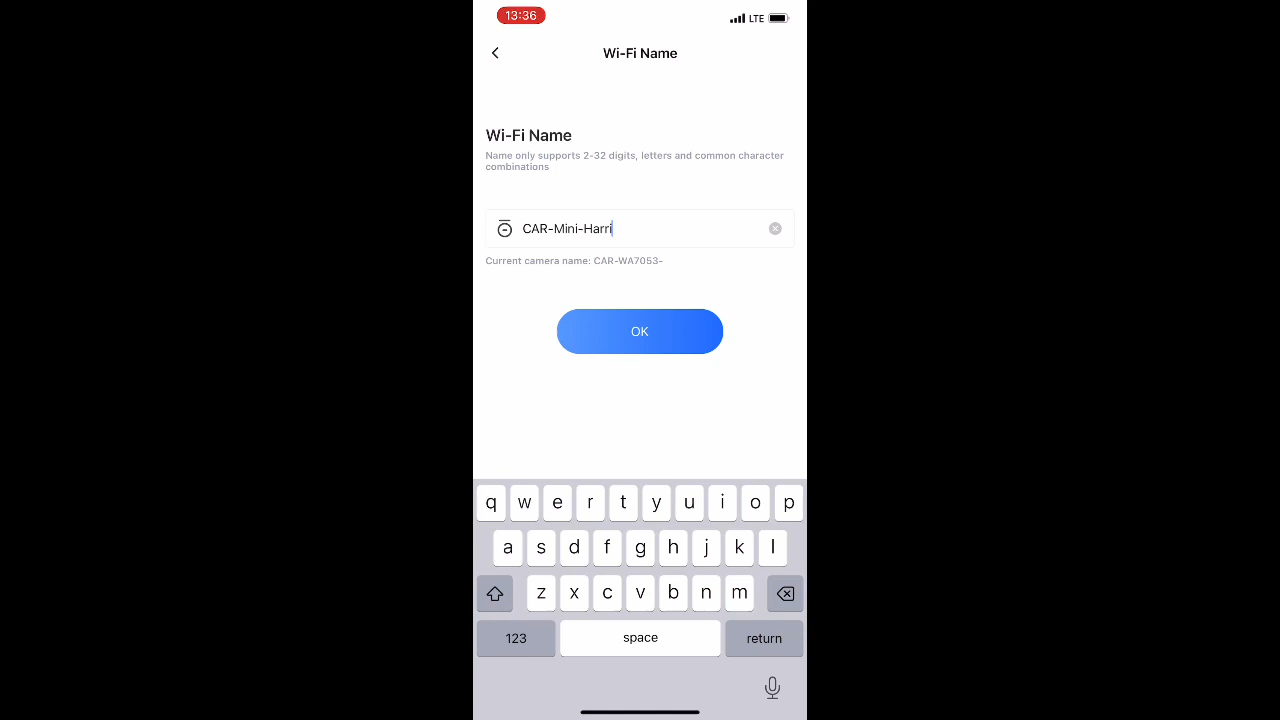 13:36
LTE
Wi-Fi Name
Wi-Fi Name
Name only supports 2-32 digits, letters and common character
combinations
CAR-Mini-Harri
Current camera name: CAR-WA7053-
OK
q w e r t y u i o p
a s d f g h j k l
z x c v b n m
123 space return